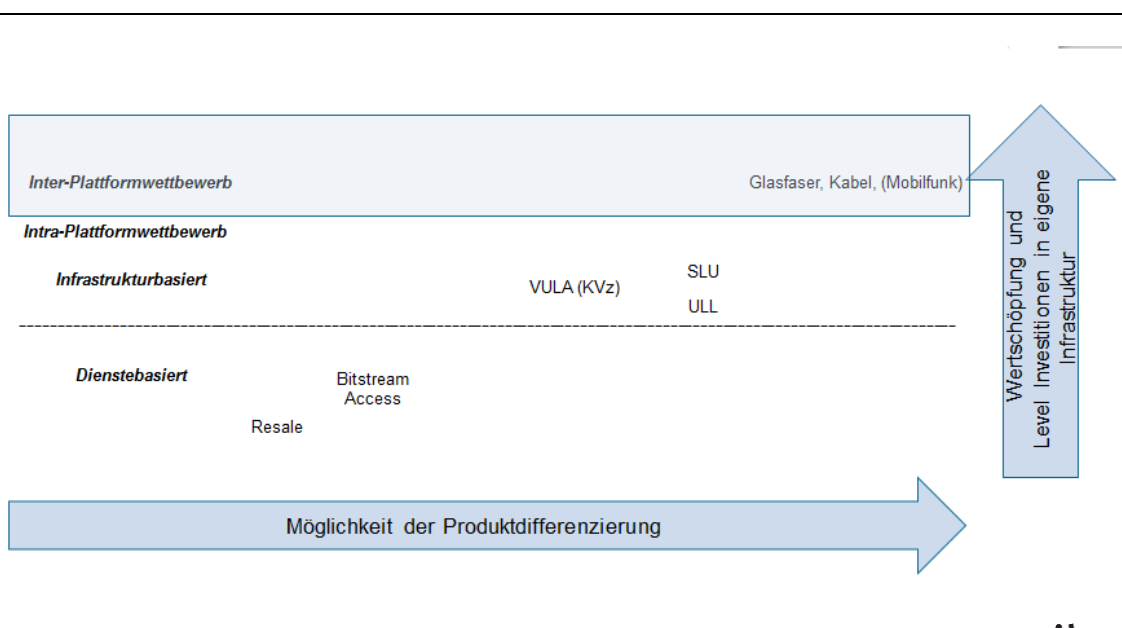 Inter-Plattformwettbewerb
Glasfaser, Kabel, (Mobilfunk)
Intra-Plattformwettbewerb
Infrastrukturbasiert
VULA (KVz)
SLU
ULL
Dienstebasiert
Bitstream
Access
Resale
Möglichkeit der Produktdifferenzierung
Wertschöpfung und
Level Investitionen in eigene
Infrastruktur